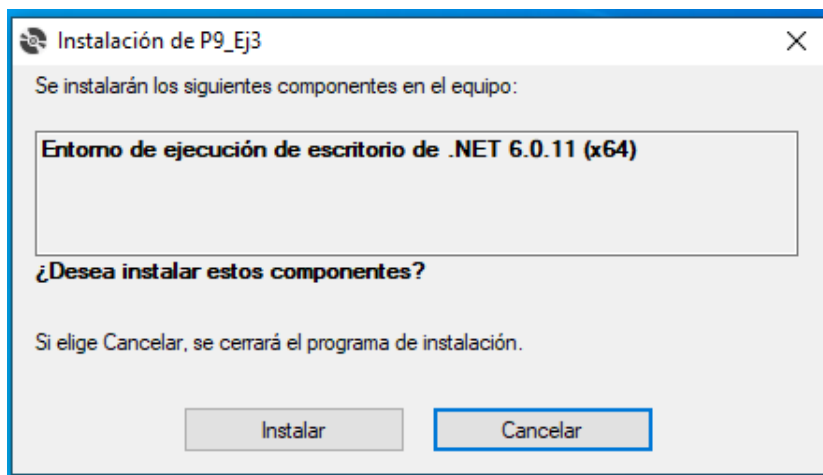 Instalación de P9_Ej3
Se instalarán los siguientes componentes en el equipo:
Entorno de ejecución de escritorio de .NET 6.0.11 (x64)
¿Desea instalar estos componentes?
Si elige Cancelar, se cerrará el programa de instalación.
Instalar Cancelar